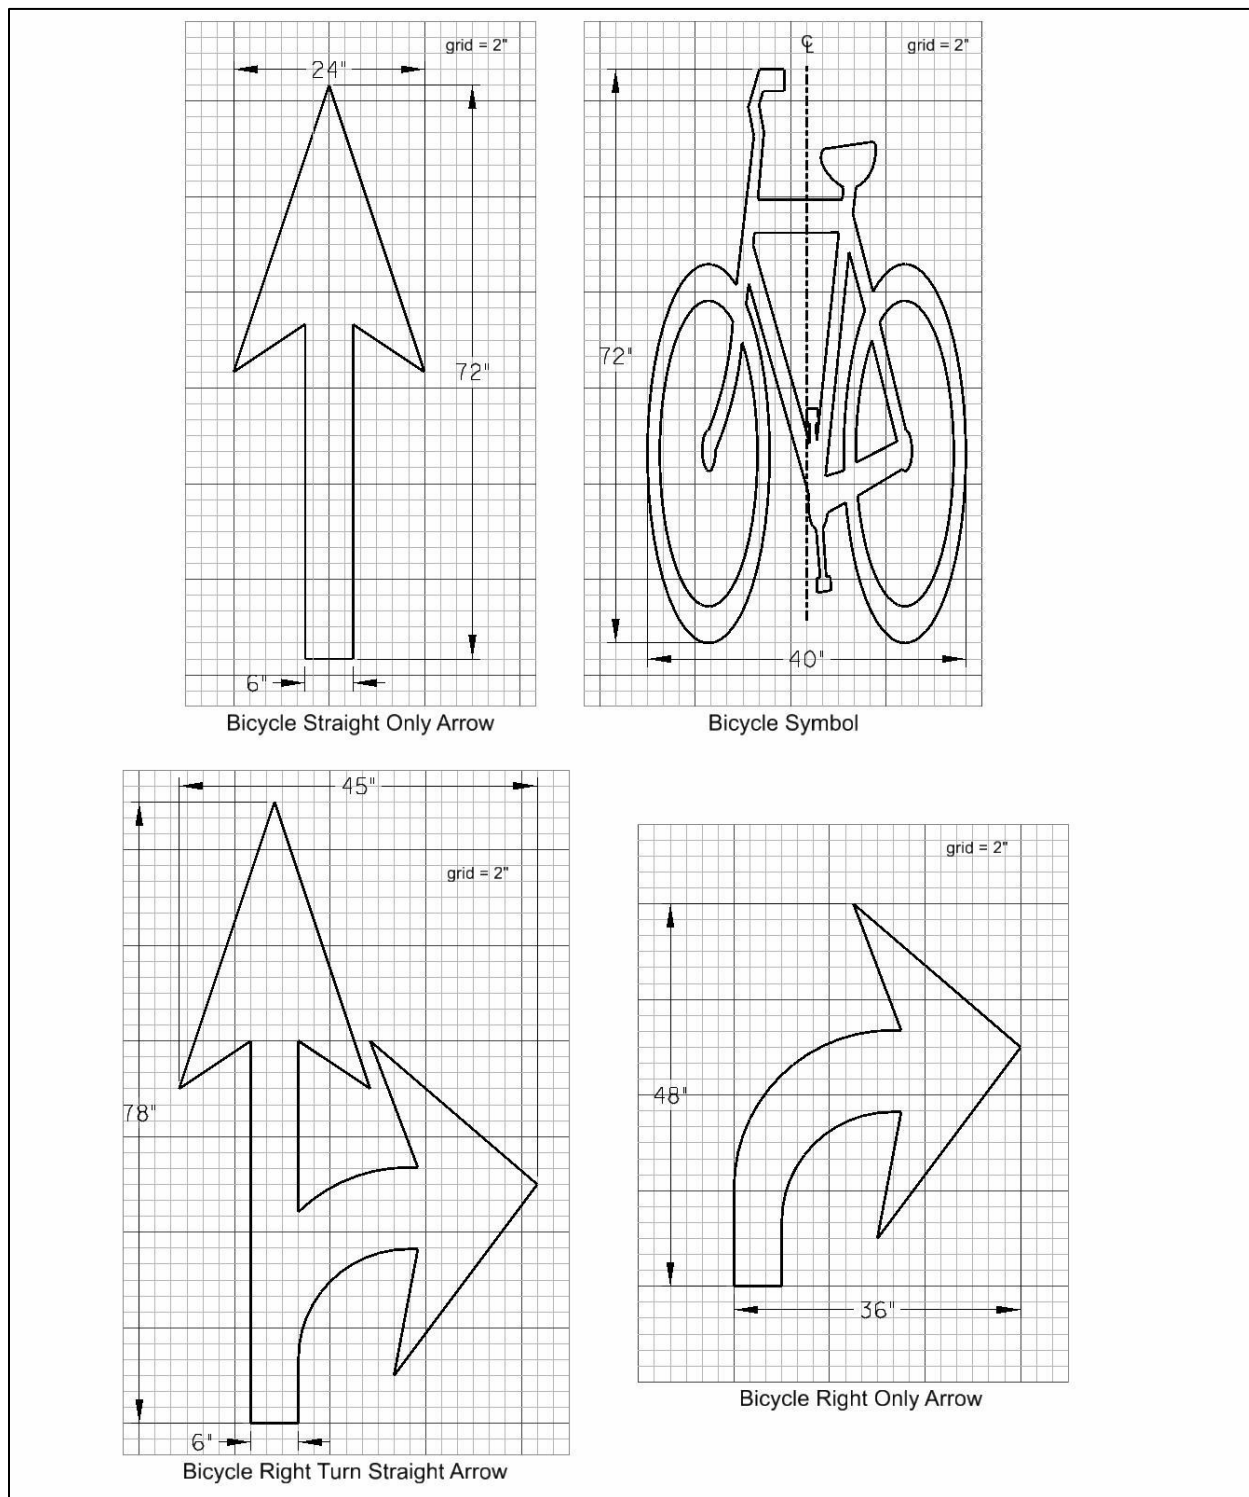 grid = 2"
24"
72"
6"
Bicycle Straight Only Arrow
℄
grid = 2"
72"
40"
Bicycle Symbol
45"
grid = 2"
78"
6"
Bicycle Right Turn Straight Arrow
grid = 2"
48"
36"
Bicycle Right Only Arrow